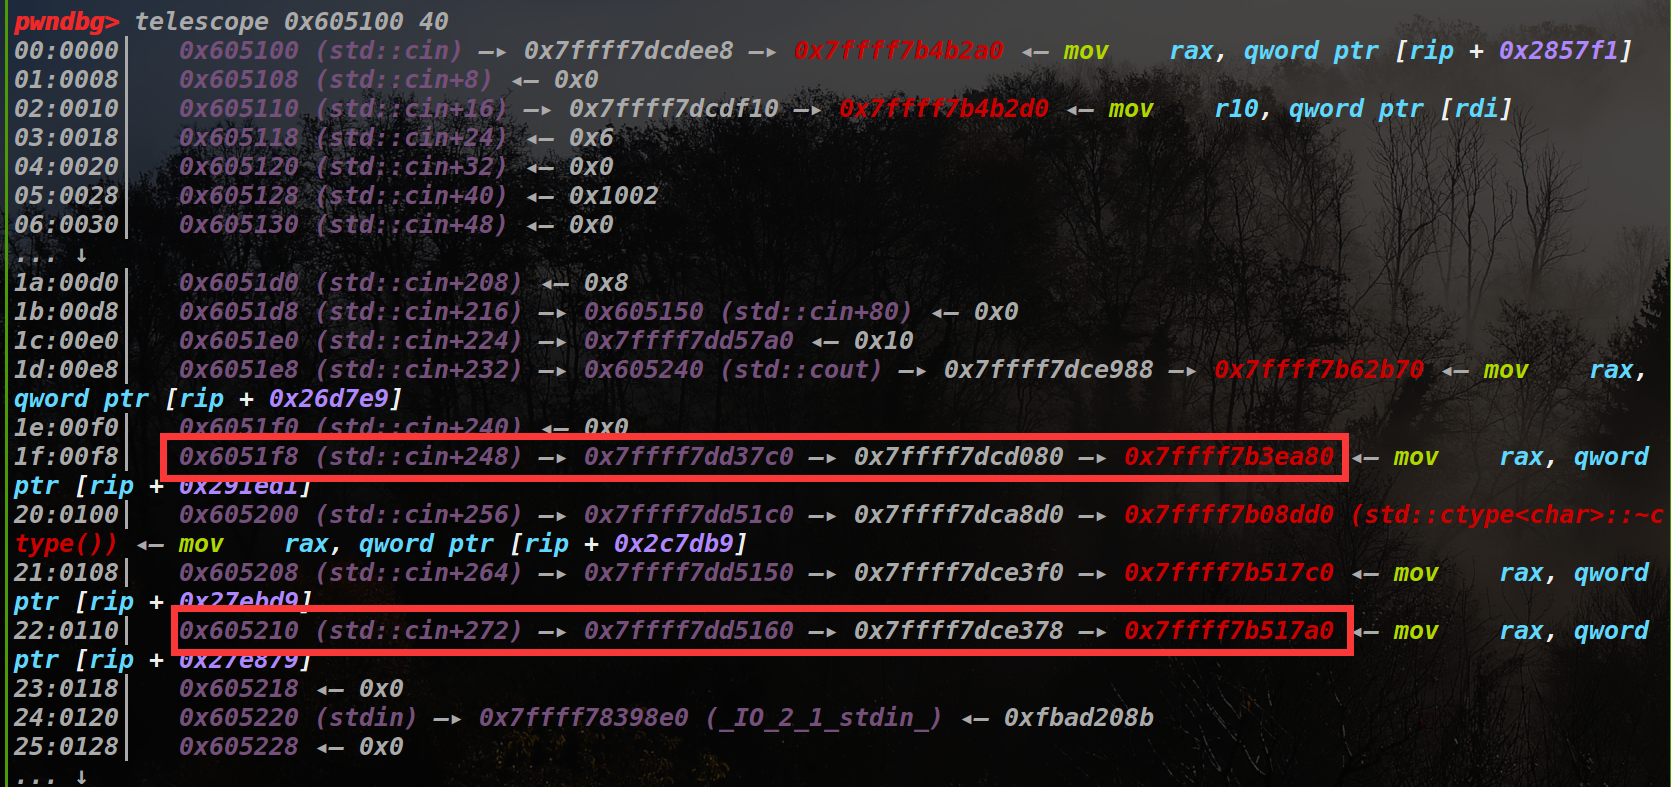 pwndbg> telescope 0x605100 40
00:0000│   0x605100 (std::cin) —▸ 0x7ffff7dcdee8 —▸ 0x7ffff7b4b2a0 ◂— mov    rax, qword ptr [rip + 0x2857f1]
01:0008│   0x605108 (std::cin+8) ◂— 0x0
02:0010│   0x605110 (std::cin+16) —▸ 0x7ffff7dcdf10 —▸ 0x7ffff7b4b2d0 ◂— mov    r10, qword ptr [rdi]
03:0018│   0x605118 (std::cin+24) ◂— 0x6
04:0020│   0x605120 (std::cin+32) ◂— 0x0
05:0028│   0x605128 (std::cin+40) ◂— 0x1002
06:0030│   0x605130 (std::cin+48) ◂— 0x0
... ↓
1a:00d0│   0x6051d0 (std::cin+208) ◂— 0x8
1b:00d8│   0x6051d8 (std::cin+216) —▸ 0x605150 (std::cin+80) ◂— 0x0
1c:00e0│   0x6051e0 (std::cin+224) —▸ 0x7ffff7dd57a0 ◂— 0x10
1d:00e8│   0x6051e8 (std::cin+232) —▸ 0x605240 (std::cout) —▸ 0x7ffff7dce988 —▸ 0x7ffff7b62b70 ◂— mov    rax,
qword ptr [rip + 0x26d7e9]
1e:00f0│   0x6051f0 (std::cin+240) ◂— 0x0
1f:00f8│   0x6051f8 (std::cin+248) —▸ 0x7ffff7dd37c0 —▸ 0x7ffff7dcd080 —▸ 0x7ffff7b3ea80 ◂— mov    rax, qword
ptr [rip + 0x291ed1]
20:0100│   0x605200 (std::cin+256) —▸ 0x7ffff7dd51c0 —▸ 0x7ffff7dca8d0 —▸ 0x7ffff7b08dd0 (std::ctype<char>::~c
type()) ◂— mov    rax, qword ptr [rip + 0x2c7db9]
21:0108│   0x605208 (std::cin+264) —▸ 0x7ffff7dd5150 —▸ 0x7ffff7dce3f0 —▸ 0x7ffff7b517c0 ◂— mov    rax, qword
ptr [rip + 0x27ebd9]
22:0110│   0x605210 (std::cin+272) —▸ 0x7ffff7dd5160 —▸ 0x7ffff7dce378 —▸ 0x7ffff7b517a0 ◂— mov    rax, qword
ptr [rip + 0x27e879]
23:0118│   0x605218 ◂— 0x0
24:0120│   0x605220 (stdin) —▸ 0x7ffff78398e0 (_IO_2_1_stdin_) ◂— 0xfbad208b
25:0128│   0x605228 ◂— 0x0
... ↓